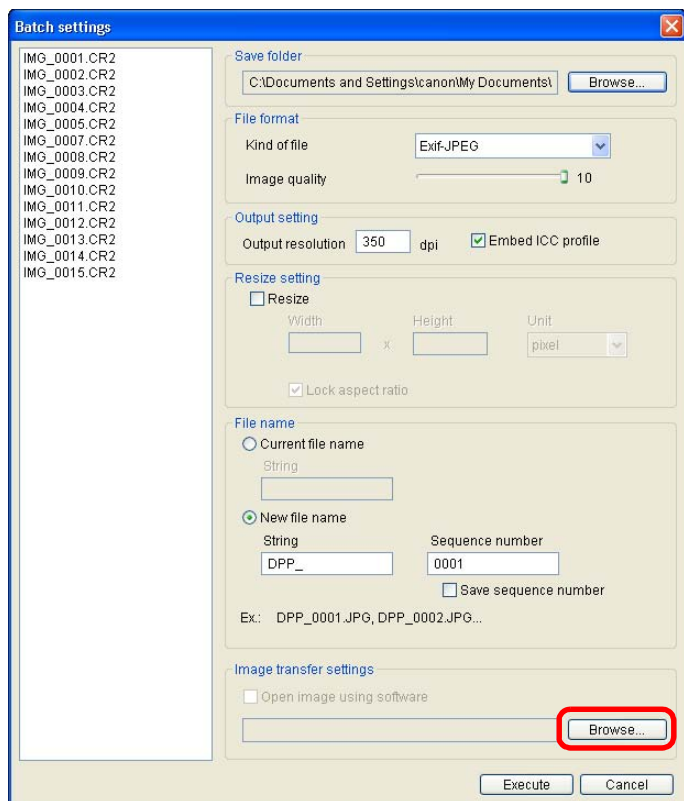 Batch settings
IMG_0001.CR2
IMG_0002.CR2
IMG_0003.CR2
IMG_0004.CR2
IMG_0005.CR2
IMG_0007.CR2
IMG_0008.CR2
IMG_0009.CR2
IMG_0010.CR2
IMG_0011.CR2
IMG_0012.CR2
IMG_0013.CR2
IMG_0014.CR2
IMG_0015.CR2
Save folder
C:\Documents and Settings\canon\My Documents\ Browse...
File format
Kind of file Exif-JPEG
Image quality 10
Output setting
Output resolution 350 dpi Embed ICC profile
Resize setting
Resize
Width Height Unit
x pixel
Lock aspect ratio
File name
Current file name
String
New file name
String Sequence number
DPP_ 0001
Save sequence number
Ex.: DPP_0001.JPG, DPP_0002.JPG...
Image transfer settings
Open image using software
Browse...
Execute Cancel